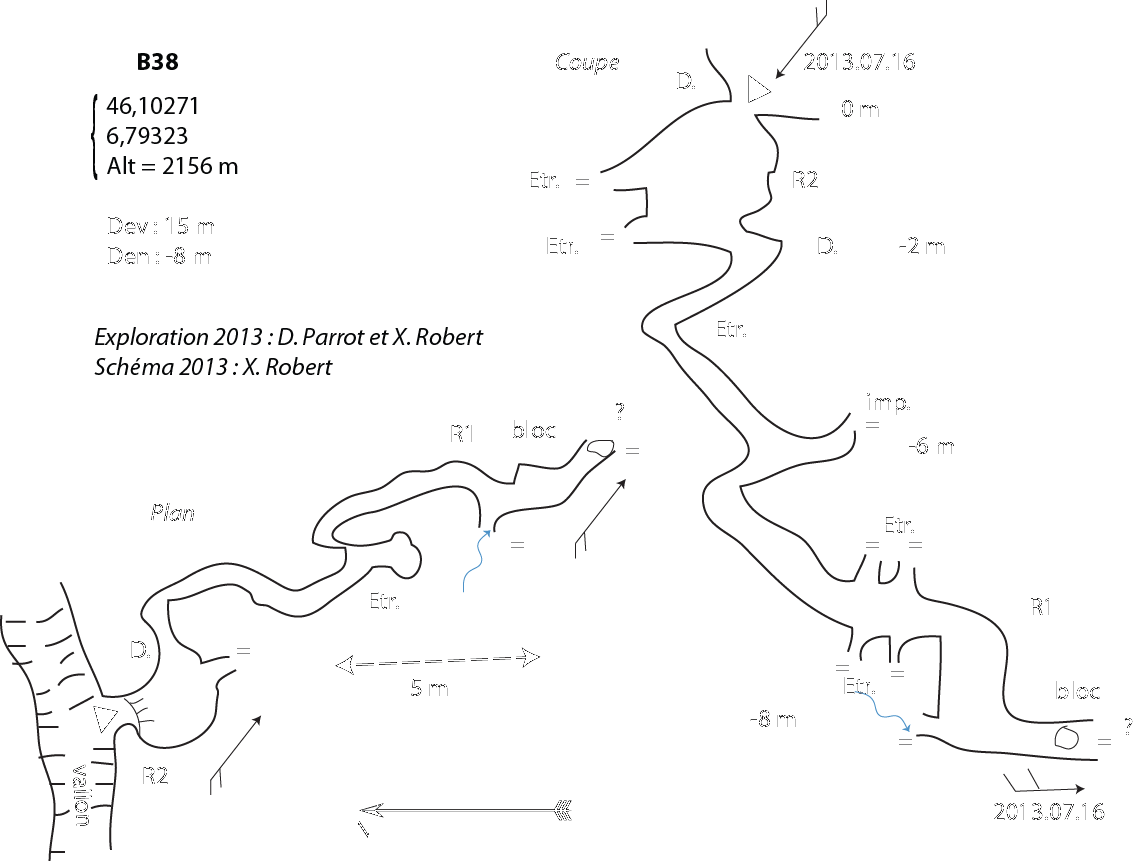 B38
46,10271
6,79323
Alt = 2156 m
Dev : 15 m
Den : -8 m
Exploration 2013 : D. Parrot et X. Robert
Schéma 2013 : X. Robert
Coupe
2013.07.16
D.
0 m
Etr. =
R2
Etr. =
D.
-2 m
Etr.
imp.
=
-6 m
Etr.
= =
R1
=
=
Etr.
bloc
-8 m
=
= ?
2013.07.16
Plan
R1
bloc
?
=
=
Etr.
D.
=
5 m
R2
vallon